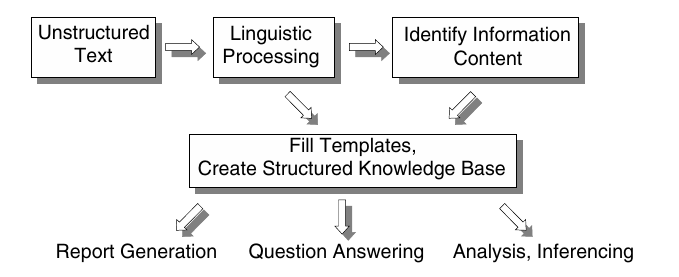 Unstructured
Text
Linguistic
Processing
Identify Information
Content
Fill Templates,
Create Structured Knowledge Base
Report Generation
Question Answering
Analysis, Inferencing